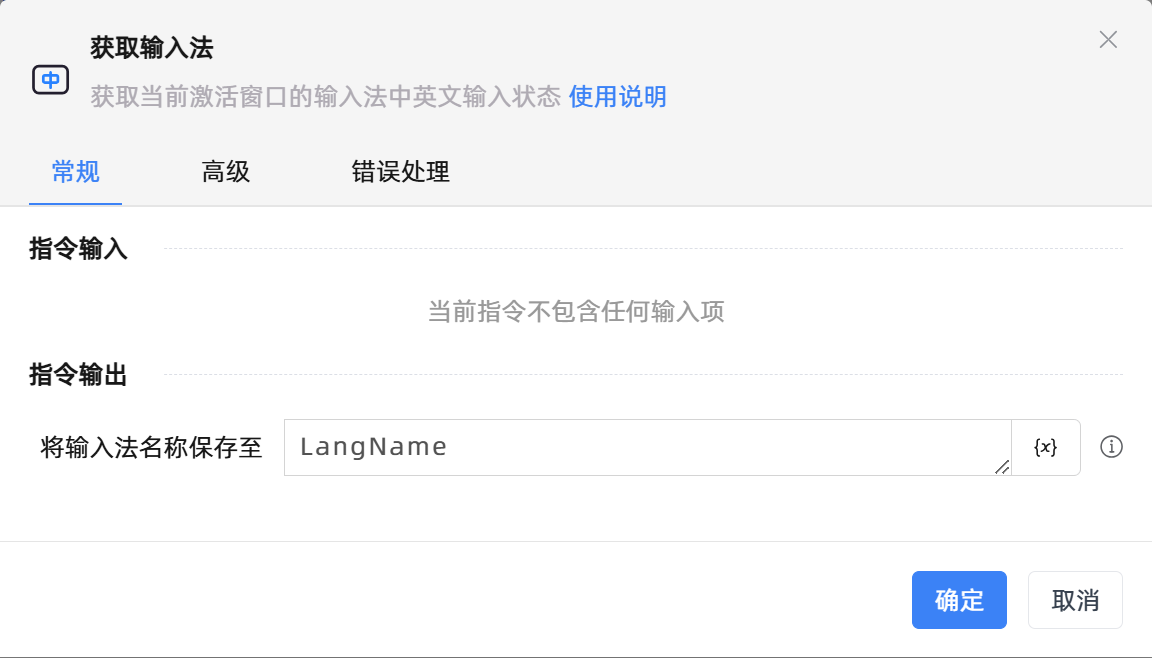 获取输入法
中
获取当前激活窗口的输入法中英文输入状态 使用说明
常规 高级 错误处理
指令输入
当前指令不包含任何输入项
指令输出
将输入法名称保存至 LangName {x}
确定 取消